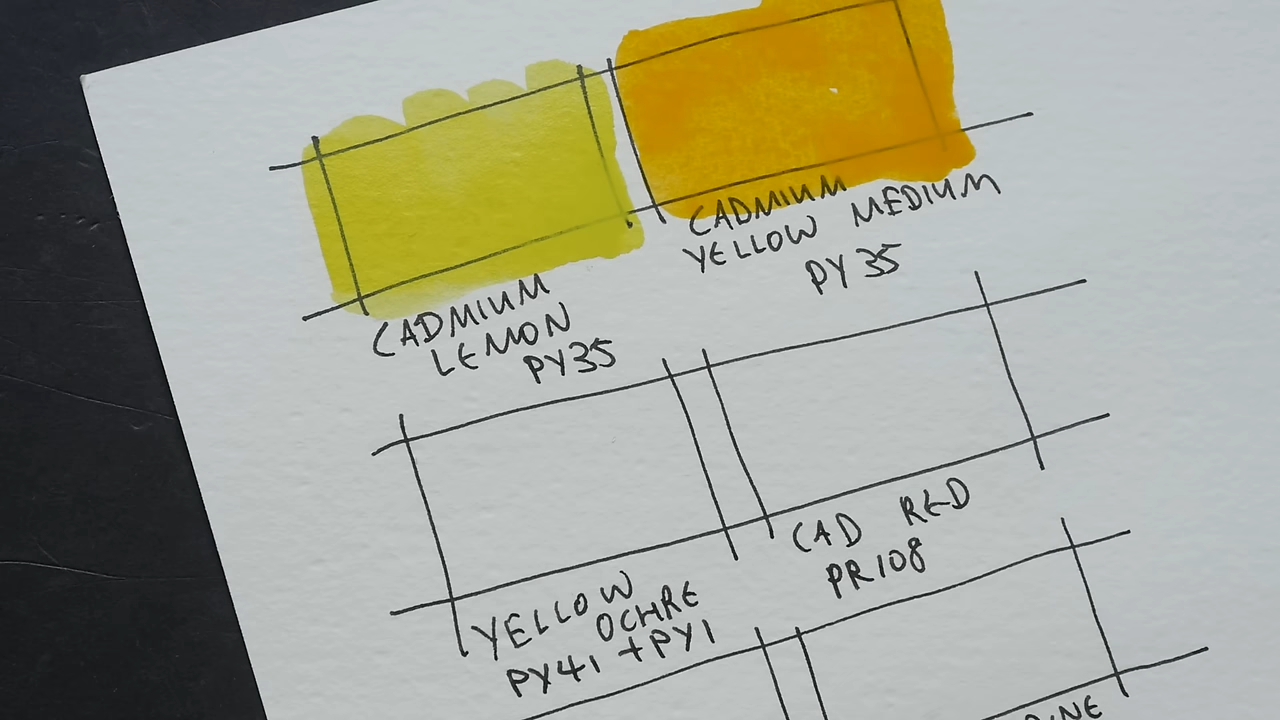 CADMIUM
LEMON
PY35
CADMIUM
YELLOW MEDIUM
PY35
YELLOW
OCHRE
PY41 + PY1
CAD RED
PR108